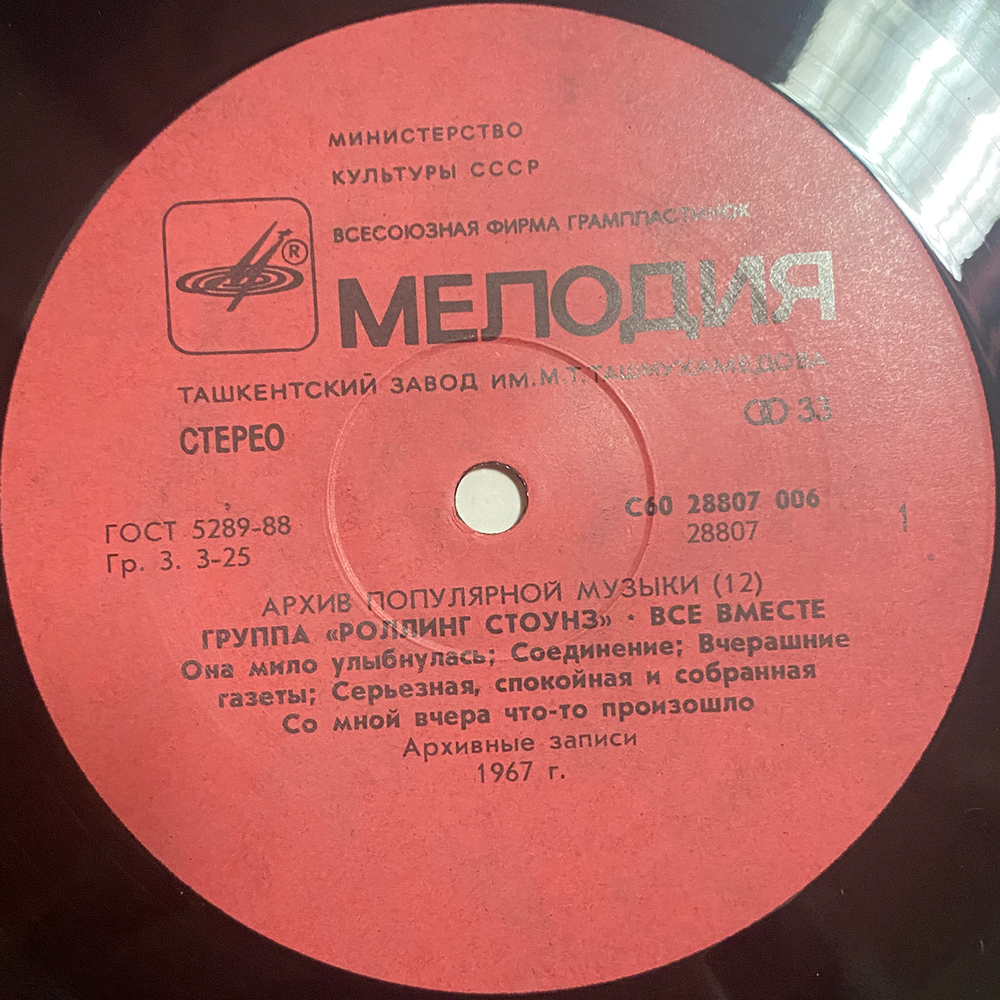 МИНИСТЕРСТВО
КУЛЬТУРЫ СССР
ВСЕСОЮЗНАЯ ФИРМА ГРАМПЛАСТИНОК
®
МЕЛОДИЯ
ТАШКЕНТСКИЙ ЗАВОД ИМ. М.Т. ТАШМУХАМЕДОВА
СТЕРЕО
33
ГОСТ 5289-88
Гр. 3. 3-25
С60 28807 006
28807
1
АРХИВ ПОПУЛЯРНОЙ МУЗЫКИ (12)
ГРУППА «РОЛЛИНГ СТОУНЗ» · ВСЕ ВМЕСТЕ
Она мило улыбнулась; Соединение; Вчерашние
газеты; Серьезная, спокойная и собранная
Со мной вчера что-то произошло
Архивные записи
1967 г.